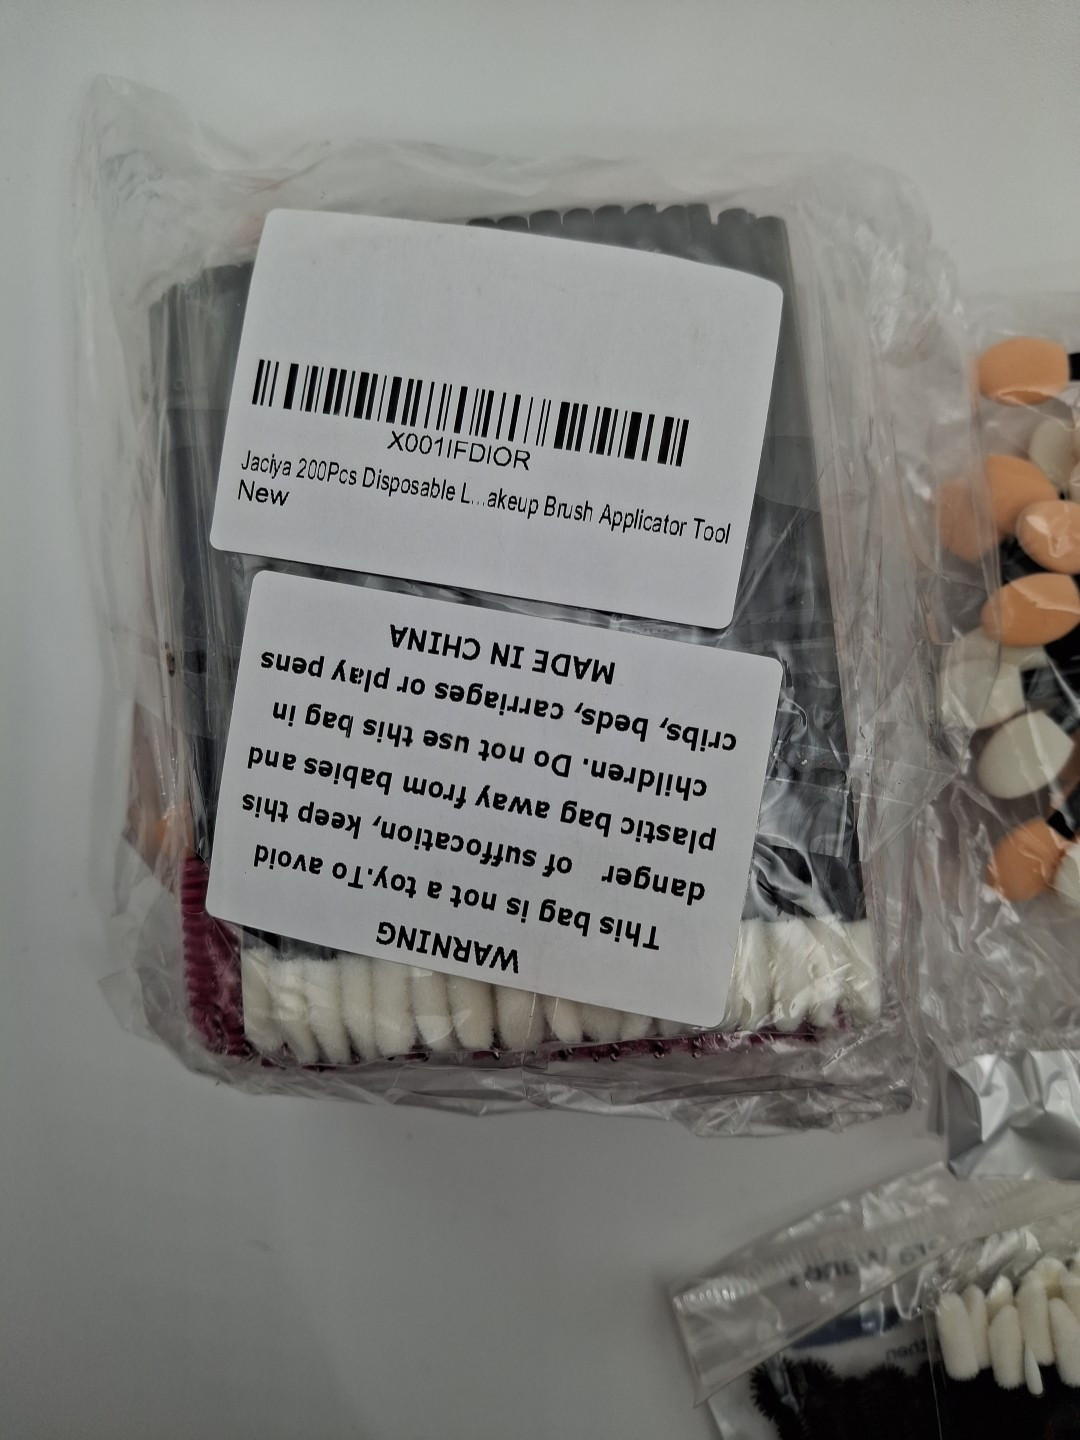 X001IFDIOR
Jaciya 200Pcs Disposable L...akeup Brush Applicator Tool
New
WARNING
This bag is not a toy.To avoid
danger of suffocation, keep this
plastic bag away from babies and
children. Do not use this bag in
cribs, beds, carriages or play pens
MADE IN CHINA